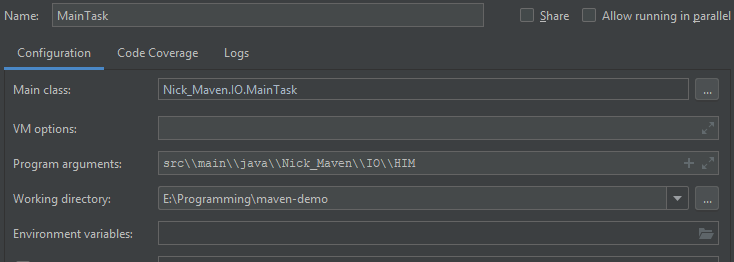 Name: MainTask Share Allow running in parallel
Configuration Code Coverage Logs
Main class: Nick_Maven.IO.MainTask ...
VM options:
Program arguments: src\\main\\java\\Nick_Maven\\IO\\HIM
Working directory: E:\Programming\maven-demo ...
Environment variables: